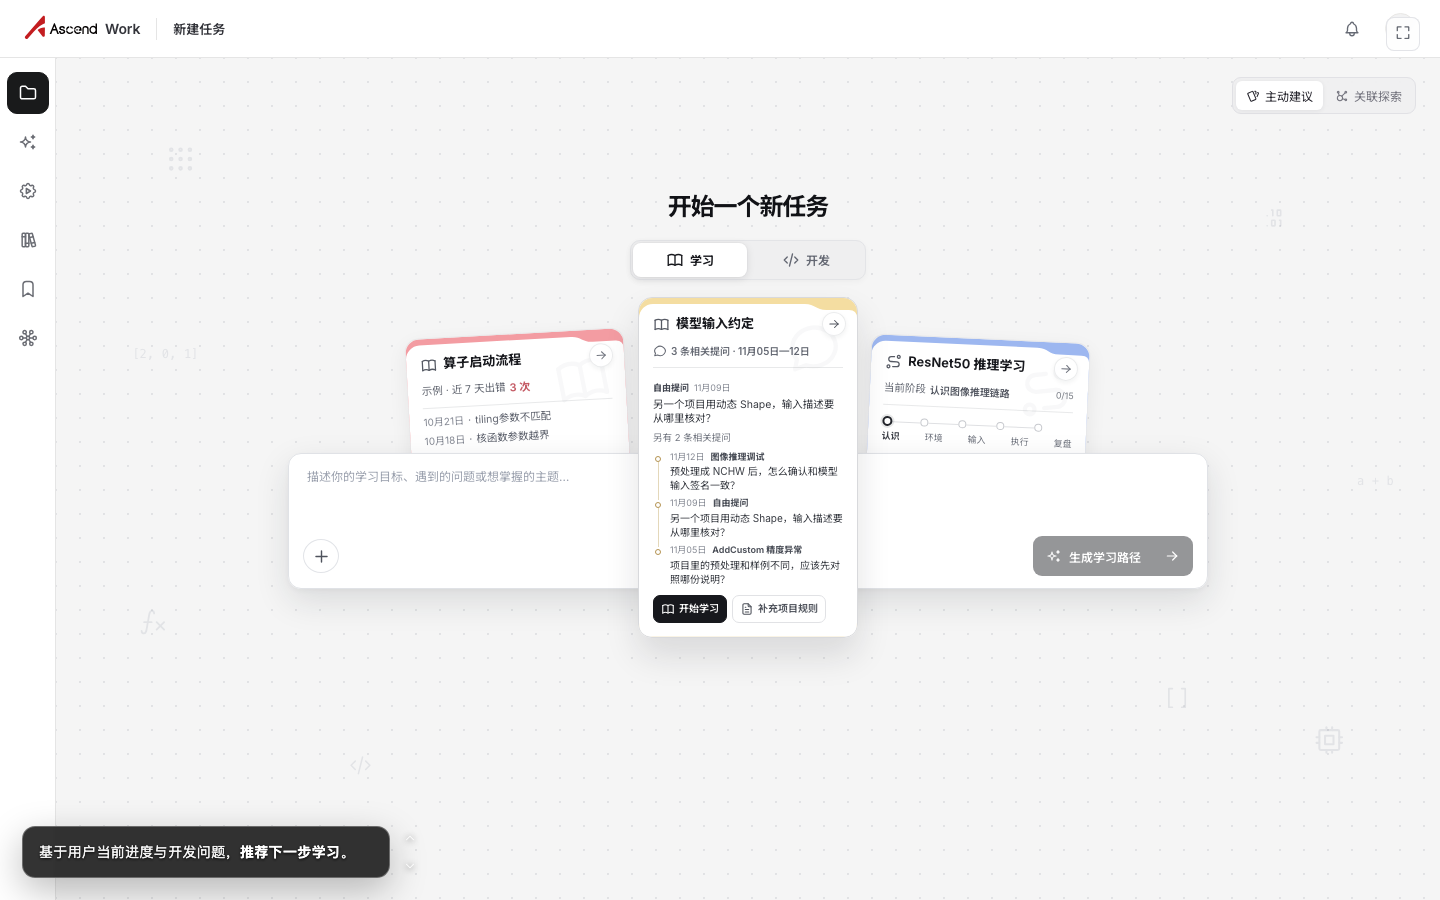 Ascend Work 新建任务
主动建议 关联探索
10
01
开始一个新任务
学习 </> 开发
算子启动流程
示例 · 近 7 天出错 3 次
10月21日 · tiling参数不匹配
10月18日 · 核函数参数越界
模型输入约定
3 条相关提问 · 11月05日—12日
自由提问 11月09日
另一个项目用动态 Shape，输入描述要
从哪里核对？
另有 2 条相关提问
11月12日 图像推理调试
预处理成 NCHW 后，怎么确认和模型
输入签名一致？
11月09日 自由提问
另一个项目用动态 Shape，输入描述要
从哪里核对？
11月05日 AddCustom 精度异常
项目里的预处理和样例不同，应该先对
照哪份说明？
开始学习 补充项目规则
ResNet50 推理学习
当前阶段 认识图像推理链路 0/15
认识 环境 输入 执行 复盘
[2, 0, 1]
描述你的学习目标、遇到的问题或想掌握的主题...
生成学习路径
a + b
ƒx
[ ]
</>
基于用户当前进度与开发问题，推荐下一步学习。